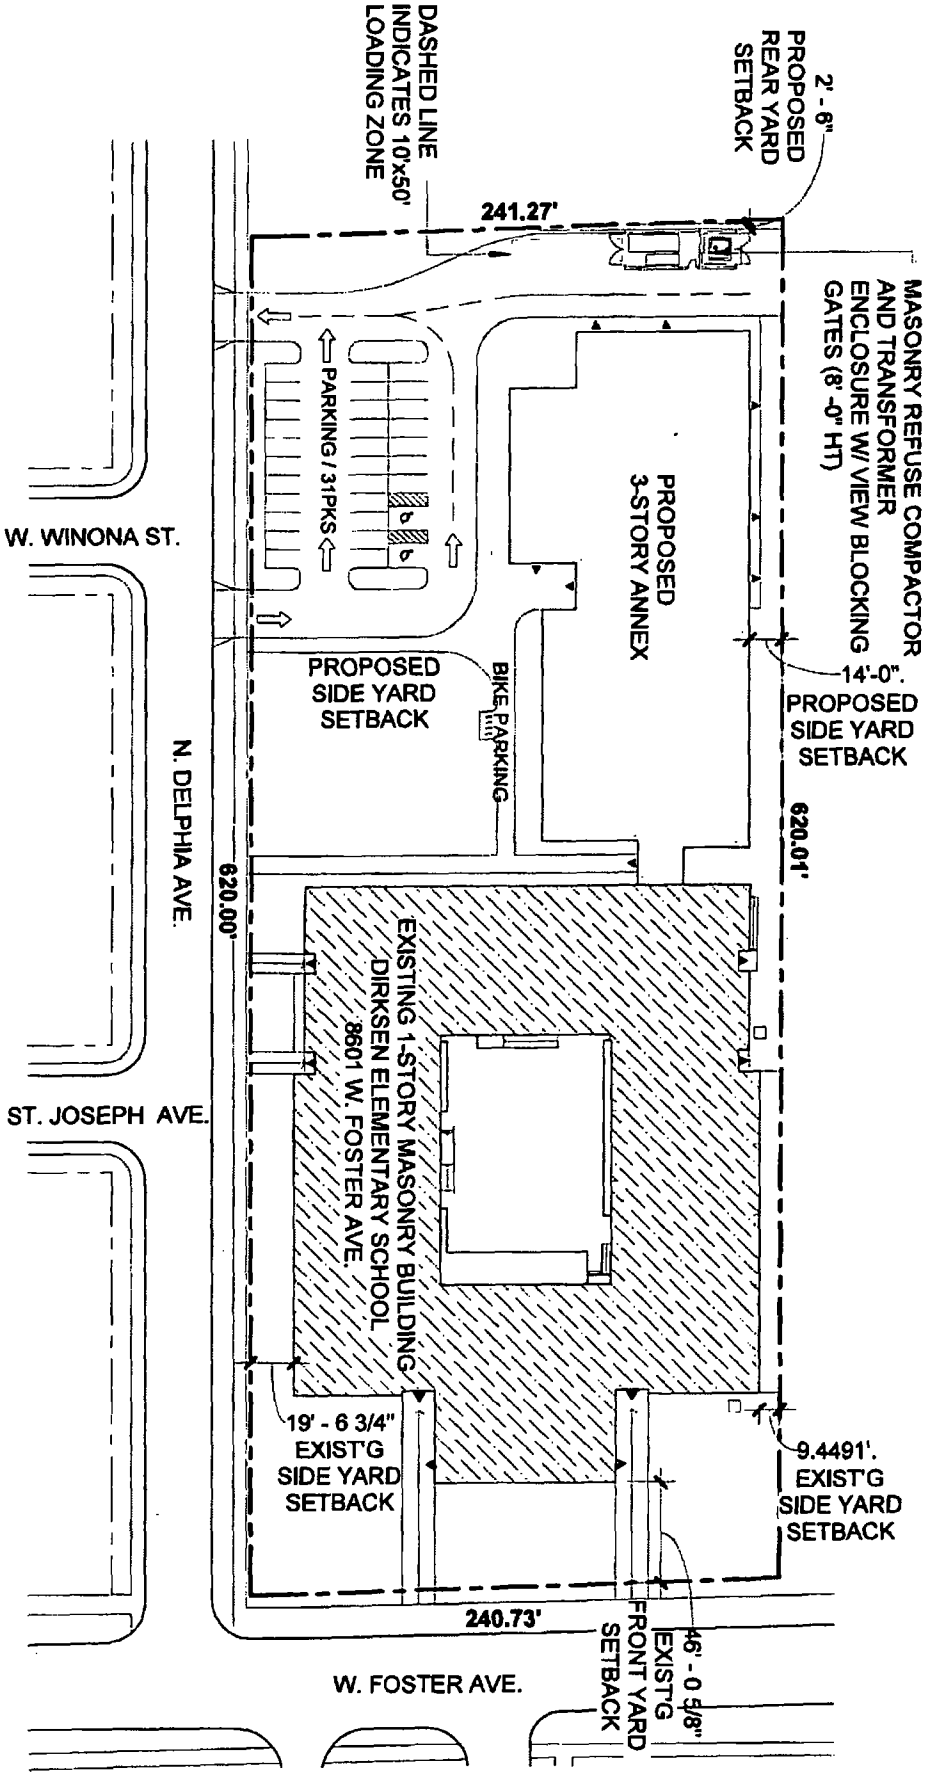 DASHED LINE
INDICATES 10'x50'
LOADING ZONE
2' - 6"
PROPOSED
REAR YARD
SETBACK
241.27'
MASONRY REFUSE COMPACTOR
AND TRANSFORMER
ENCLOSURE W/ VIEW BLOCKING
GATES (8' -0" HT)
PARKING / 31PKS
PROPOSED
3-STORY ANNEX
W. WINONA ST.
14'-0".
PROPOSED
SIDE YARD
SETBACK
PROPOSED
SIDE YARD
SETBACK
BIKE PARKING
N. DELPHIA AVE.
620.00'
620.01'
EXISTING 1-STORY MASONRY BUILDING
DIRKSEN ELEMENTARY SCHOOL
8601 W. FOSTER AVE.
ST. JOSEPH AVE.
19' - 6 3/4"
EXIST'G
SIDE YARD
SETBACK
9.4491'.
EXIST'G
SIDE YARD
SETBACK
240.73'
46' - 0 5/8"
EXIST'G
FRONT YARD
SETBACK
W. FOSTER AVE.